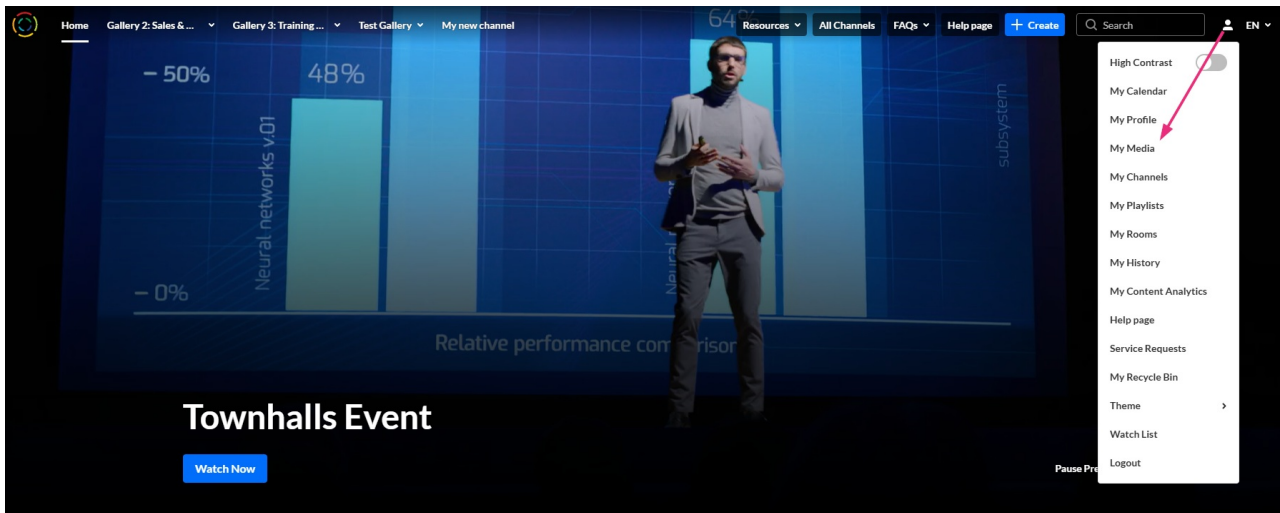 Home Gallery 2: Sales & ... Gallery 3: Training ... Test Gallery My new channel Resources All Channels FAQs Help page + Create Search EN
64
High Contrast
– 50% 48%
My Calendar
My Profile
My Media
My Channels
My Playlists
My Rooms
My History
My Content Analytics
Help page
Service Requests
My Recycle Bin
Theme
Watch List
Logout
Neural networks v.01
subsystem
– 0%
Relative performance com rison
Townhalls Event
Watch Now
Pause Pre